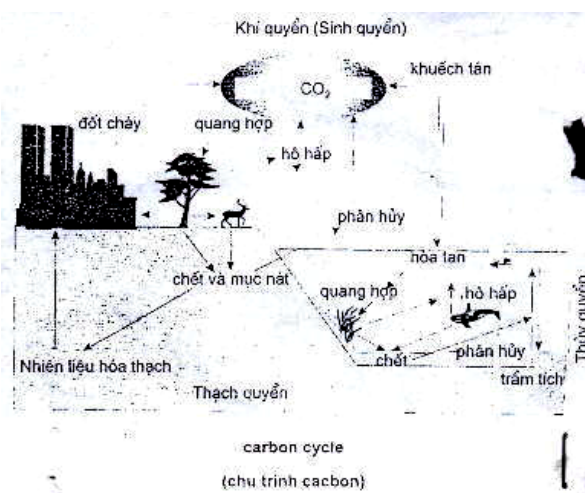 Khí quyển (Sinh quyển)
khuếch tán
CO₂
đốt cháy
quang hợp
hô hấp
phân hủy
hòa tan
chết và mục nát
quang hợp
hô hấp
Thủy quyển
chết
phân hủy
Nhiên liệu hóa thạch
trầm tích
Thạch quyển
carbon cycle
(chu trình cacbon)